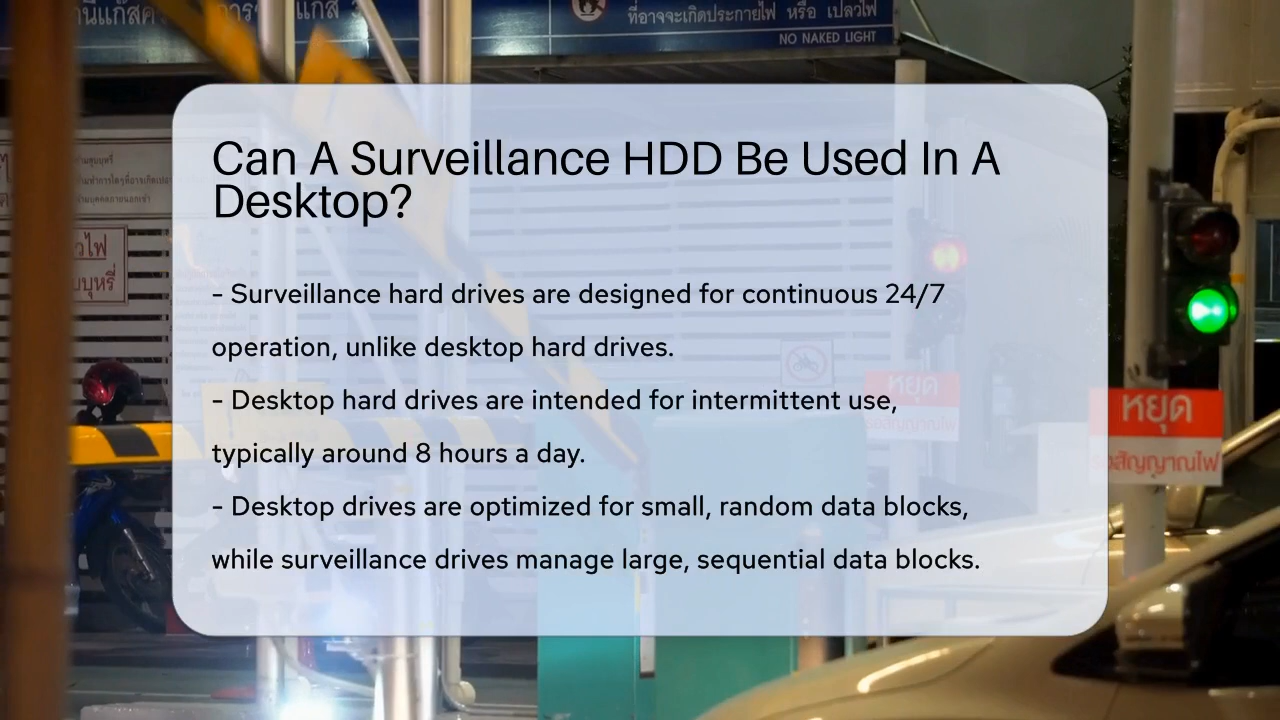 ที่อาจจะเกิดประกายไฟ หรือ เปลวไฟ
NO NAKED LIGHT
Can A Surveillance HDD Be Used In A
Desktop?
- Surveillance hard drives are designed for continuous 24/7
operation, unlike desktop hard drives.
- Desktop hard drives are intended for intermittent use,
typically around 8 hours a day.
- Desktop drives are optimized for small, random data blocks,
while surveillance drives manage large, sequential data blocks.
หยุด
หยุด